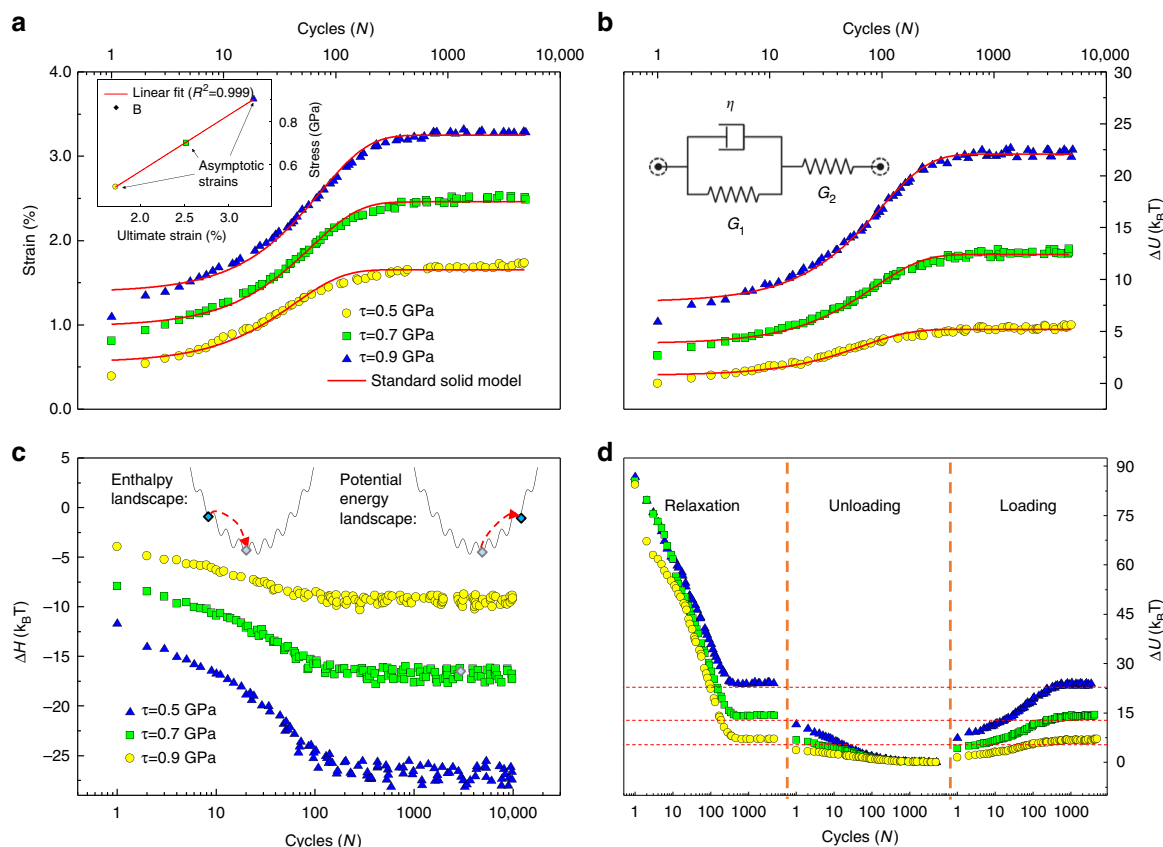 a
Cycles (N)
1 10 100 1000 10,000
4.0
3.0
2.0
1.0
0.0
Strain (%)
Linear fit (R²=0.999)
B
Asymptotic
strains
0.8
0.6
Stress (GPa)
2.0 2.5 3.0
Ultimate strain (%)
τ=0.5 GPa
τ=0.7 GPa
τ=0.9 GPa
Standard solid model
b
Cycles (N)
1 10 100 1000 10,000
η
G₁
G₂
30
25
20
15
10
5
0
ΔU (k_BT)
c
5
0
−5
−10
−15
−20
−25
ΔH (k_BT)
Enthalpy
landscape:
Potential
energy
landscape:
τ=0.5 GPa
τ=0.7 GPa
τ=0.9 GPa
1 10 100 1000 10,000
Cycles (N)
d
Relaxation Unloading Loading
90
75
60
45
30
15
0
ΔU (k_BT)
1 10 100 1000 1 10 100 1000 1 10 100 1000
Cycles (N)